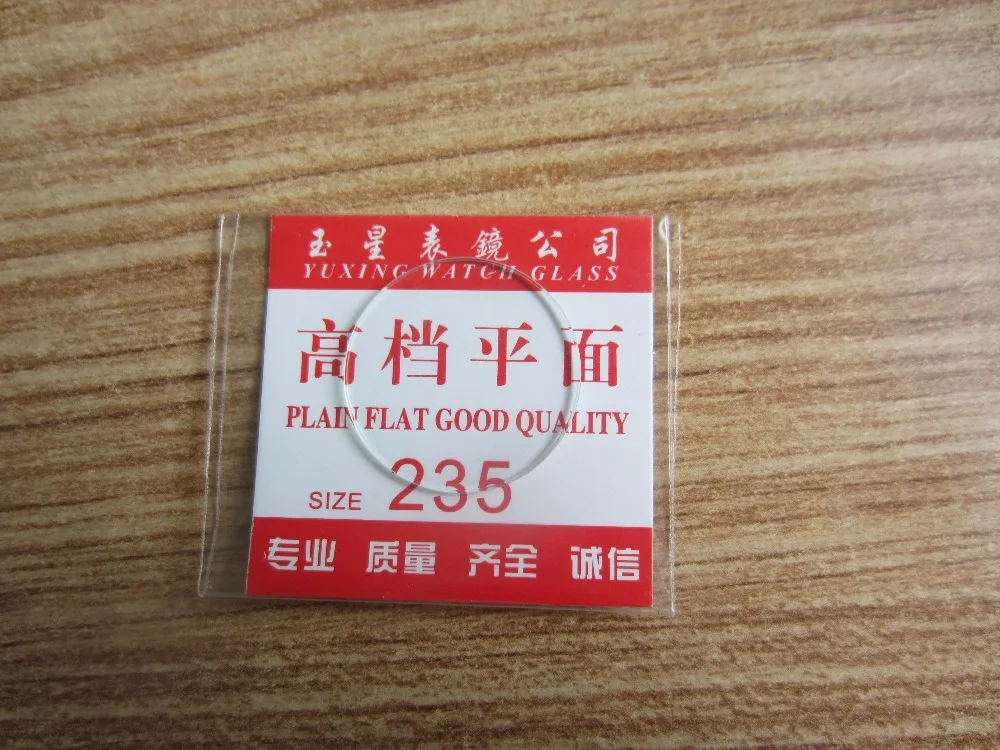 玉星表鏡公司
YUXING WATCH GLASS
高档平面
PLAIN FLAT GOOD QUALITY
SIZE 235
专业 质量 齐全 诚信